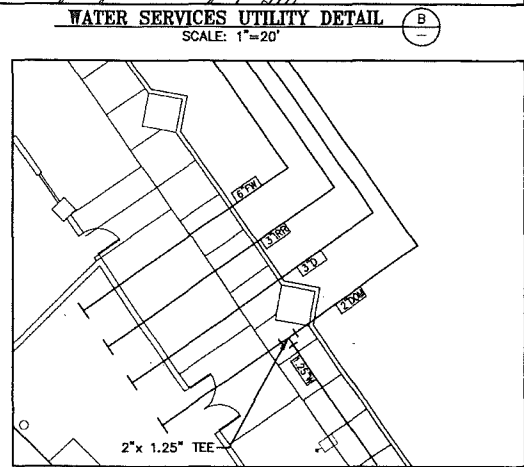 WATER SERVICES UTILITY DETAIL
B
–
SCALE: 1"=20'
6"FW
3"IRR
3"D
2"DOM
1.25"W
2"x 1.25" TEE